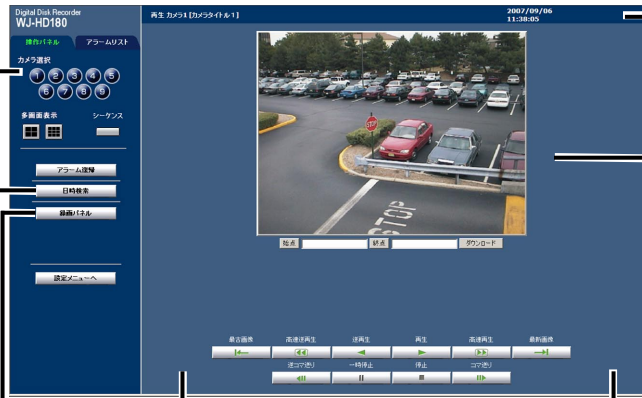 Digital Disk Recorder
WJ-HD180
再生 カメラ1 [カメラタイトル1]
2007/09/06
11:38:05
操作パネル
アラームリスト
カメラ選択
1 2 3 4 5
6 7 8 9
多画面表示
シーケンス
アラーム復帰
日時検索
録画パネル
設定メニューへ
STOP
STOP
始点
終点
ダウンロード
最古画像
高速逆再生
逆再生
再生
高速再生
最新画像
逆コマ送り
一時停止
停止
コマ送り